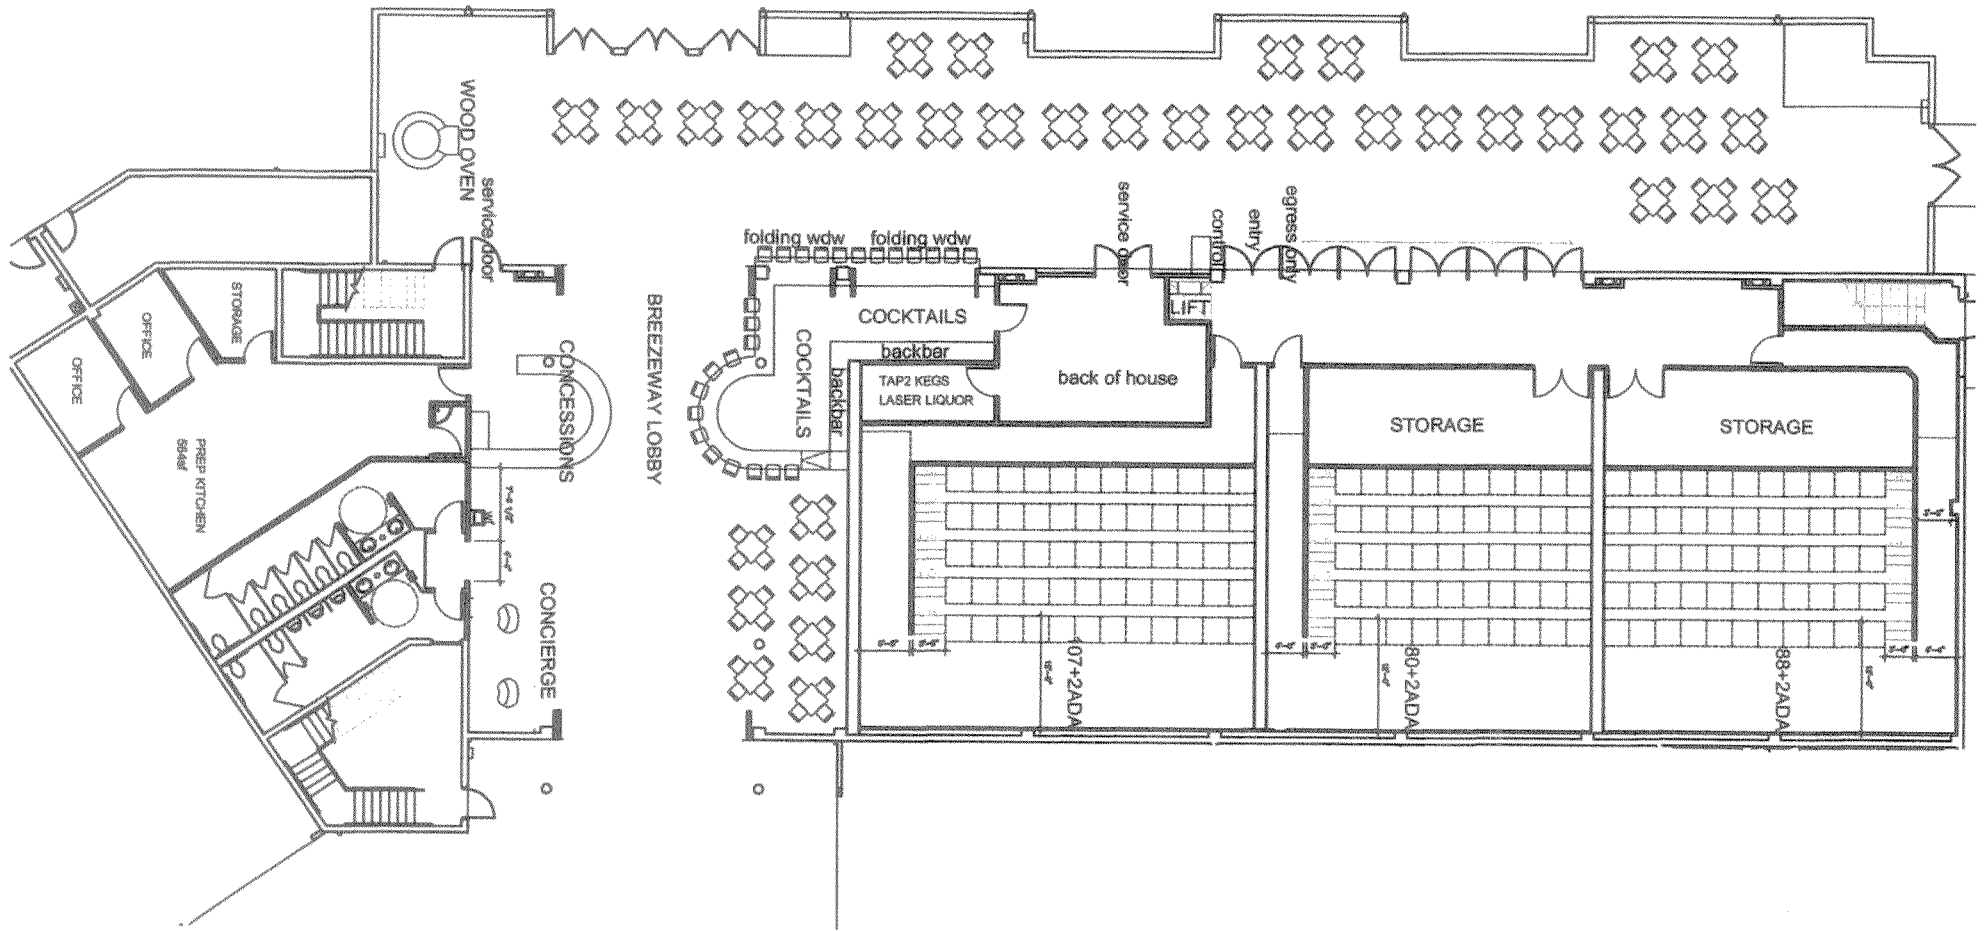 WOOD OVEN
service door
folding wdw
folding wdw
service door
control
entry
egress only
STORAGE
OFFICE
OFFICE
CONCESSIONS
BREEZEWAY LOBBY
COCKTAILS
COCKTAILS
backbar
backbar
TAP2 KEGS
LASER LIQUOR
back of house
LIFT
STORAGE
STORAGE
PREP KITCHEN
CONCIERGE
107+2ADA
80+2ADA
88+2ADA